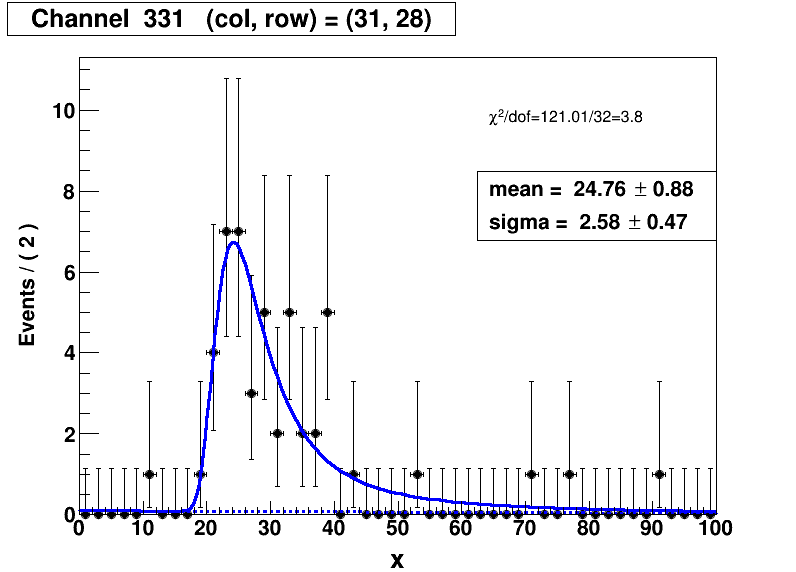 Channel  331   (col, row) = (31, 28)
χ²/dof=121.01/32=3.8
mean =  24.76 ± 0.88
sigma =  2.58 ± 0.47
Events / ( 2 )
10
8
6
4
2
0
0 10 20 30 40 50 60 70 80 90 100
x